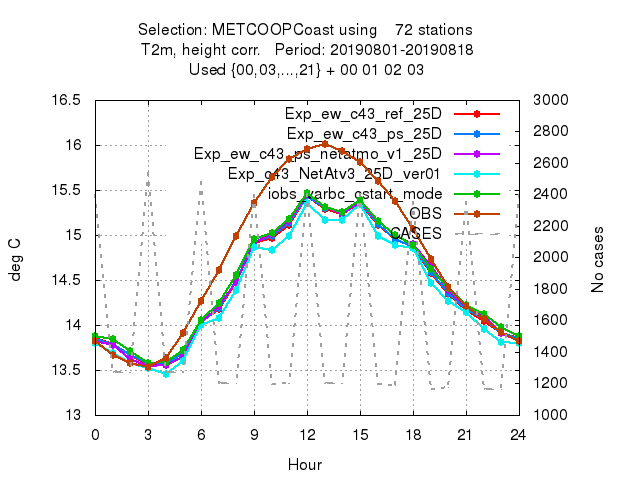 Selection: METCOOPCoast using 72 stations
T2m, height corr. Period: 20190801-20190818
Used {00,03,...,21} + 00 01 02 03
16.5
16
15.5
15
14.5
14
13.5
13
deg C
3000
2800
2600
2400
2200
2000
1800
1600
1400
1200
1000
No cases
Exp_ew_c43_ref_25D
Exp_ew_c43_ps_25D
Exp_ew_c43_ps_netatmo_v1_25D
Exp_c43_NetAtv3_25D_ver01
iobs_varbc_cstart_mode
OBS
CASES
0 3 6 9 12 15 18 21 24
Hour